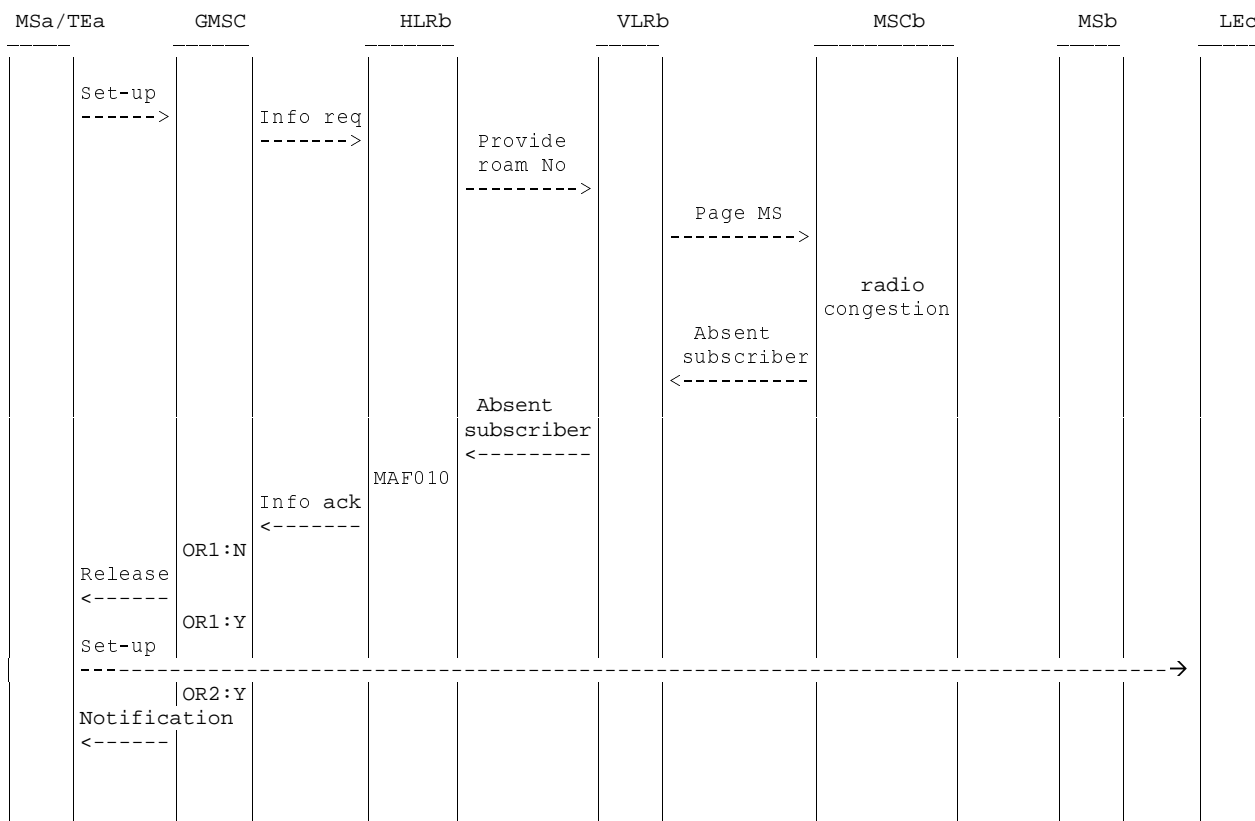 MSa/TEa GMSC HLRb VLRb MSCb MSb LEc
Set-up
------>
Info req
------->
Provide
roam No
--------->
Page MS
---------->
radio
congestion
Absent
subscriber
<----------
Absent
subscriber
<---------
MAF010
Info ack
<-------
OR1:N
Release
<------
OR1:Y
Set-up
OR2:Y
Notification
<------